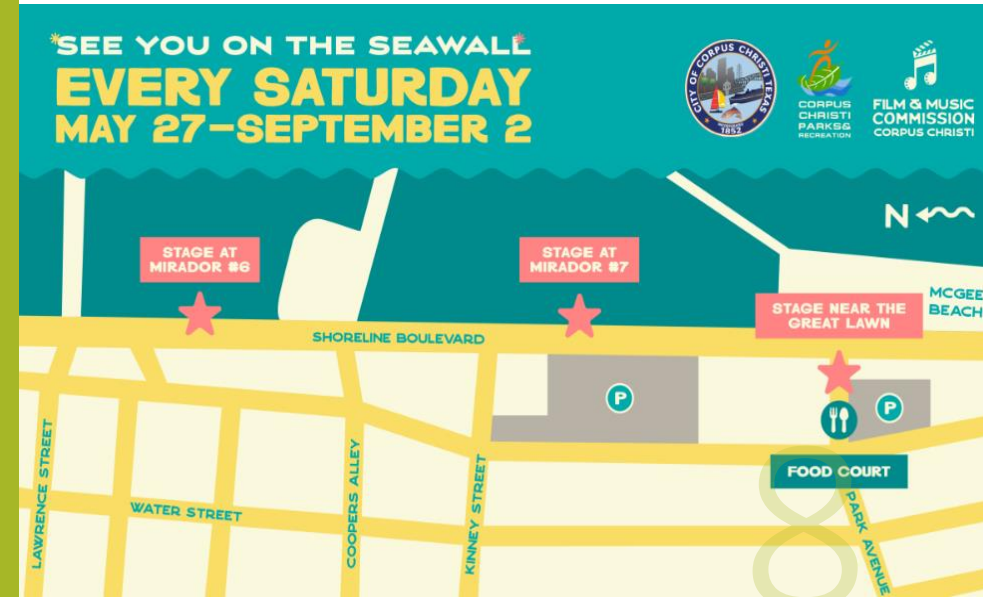 SEE YOU ON THE SEAWALL
EVERY SATURDAY
MAY 27-SEPTEMBER 2
CITY OF CORPUS CHRISTI TEXAS
1852
CORPUS
CHRISTI
PARKS&
RECREATION
FILM & MUSIC
COMMISSION
CORPUS CHRISTI
N
STAGE AT
MIRADOR #6
STAGE AT
MIRADOR #7
STAGE NEAR THE
GREAT LAWN
MCGEE
BEACH
SHORELINE BOULEVARD
P
P
FOOD COURT
LAWRENCE STREET
WATER STREET
COOPERS ALLEY
KINNEY STREET
PARK AVENUE
8